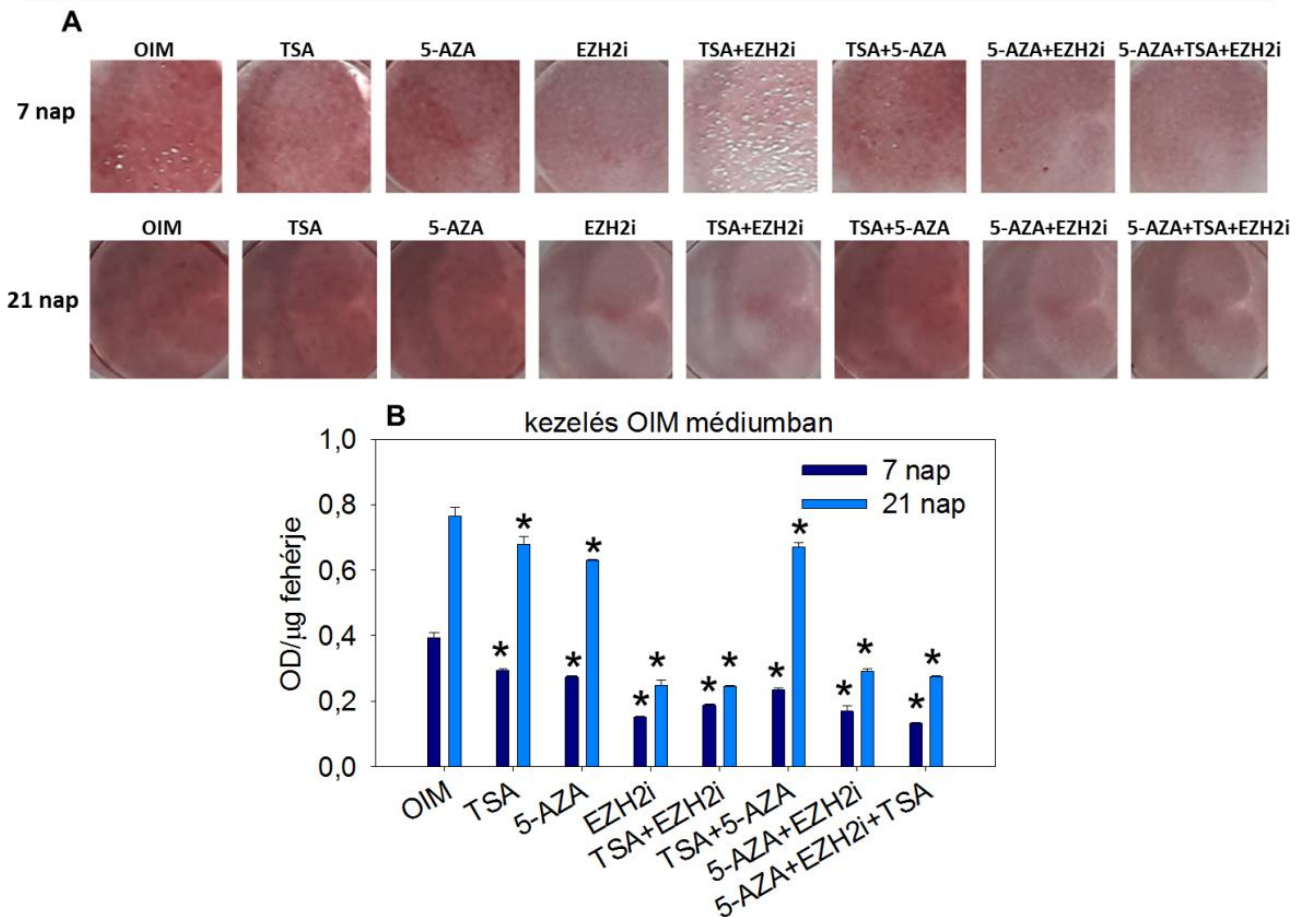 A
OIM TSA 5-AZA EZH2i TSA+EZH2i TSA+5-AZA 5-AZA+EZH2i 5-AZA+TSA+EZH2i
7 nap
OIM TSA 5-AZA EZH2i TSA+EZH2i TSA+5-AZA 5-AZA+EZH2i 5-AZA+TSA+EZH2i
21 nap
B
kezelés OIM médiumban
1,0
0,8
0,6
0,4
0,2
0,0
OD/µg fehérje
7 nap
21 nap
* * * * * * *
* * * * * * *
OIM
TSA
5-AZA
EZH2i
TSA+EZH2i
TSA+5-AZA
5-AZA+EZH2i
5-AZA+EZH2i+TSA